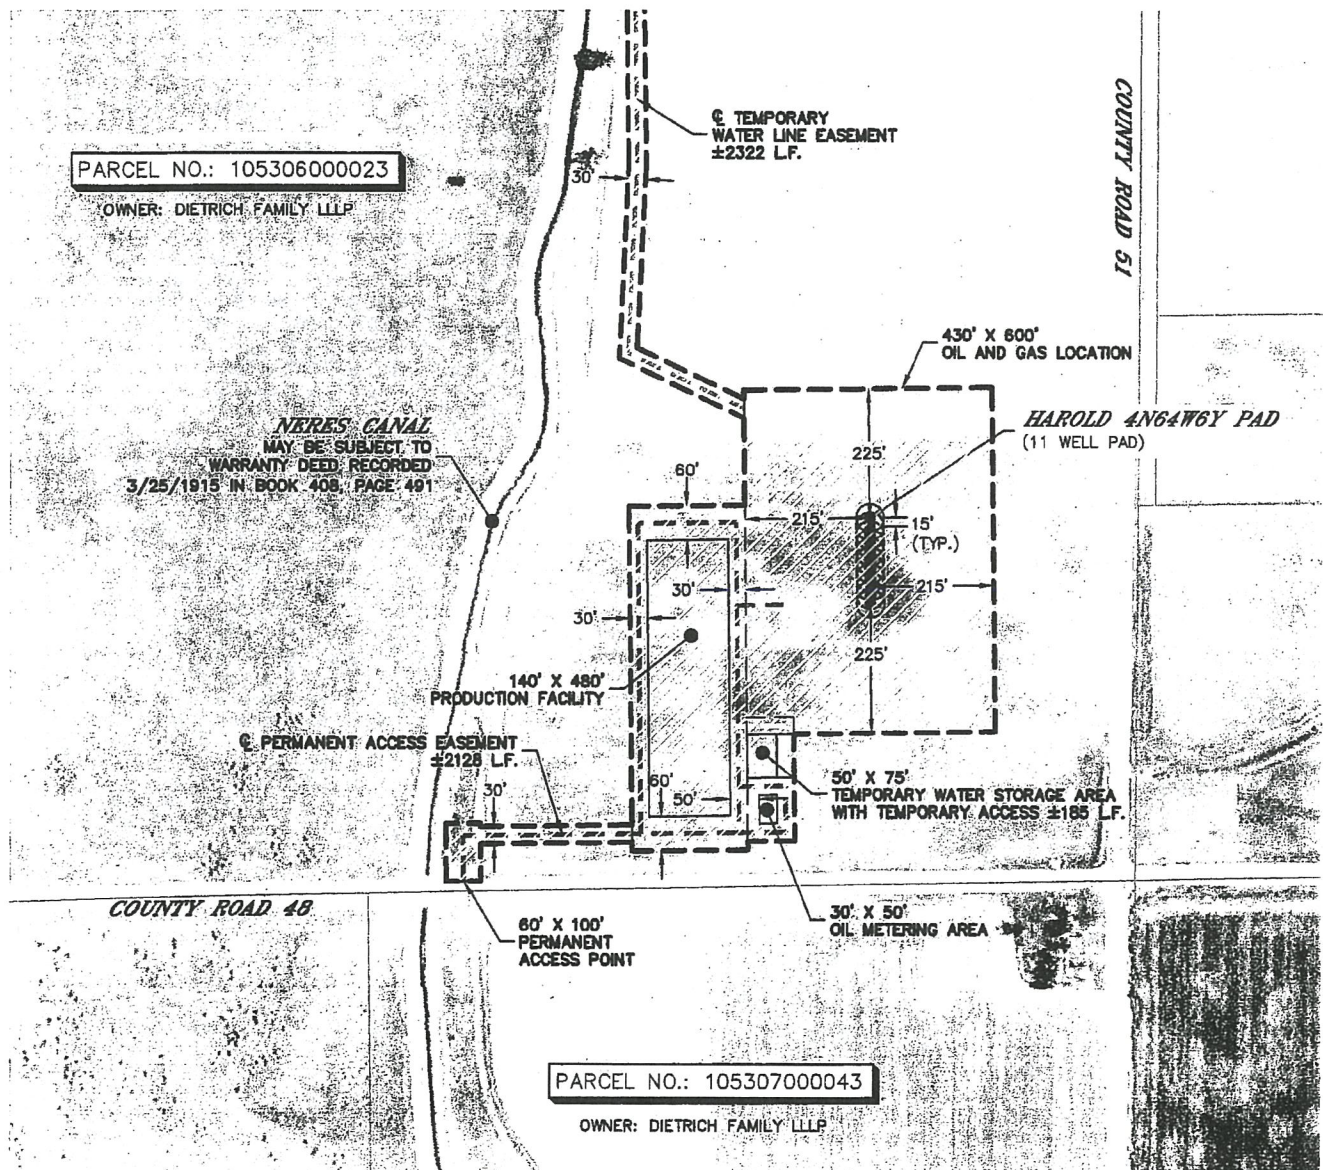 ℄ TEMPORARY
WATER LINE EASEMENT
±2322 L.F.
COUNTY ROAD 51
PARCEL NO.: 105306000023
OWNER: DIETRICH FAMILY LLLP
30'
430' X 600'
OIL AND GAS LOCATION
HAROLD 4N64W6Y PAD
(11 WELL PAD)
NERES CANAL
MAY BE SUBJECT TO
WARRANTY DEED RECORDED
3/25/1915 IN BOOK 408, PAGE 491
60'
225'
215'
15'
(TYP.)
30'
215'
30'
225'
140' X 480'
PRODUCTION FACILITY
℄ PERMANENT ACCESS EASEMENT
±2128 L.F.
30'
60'
50'
50' X 75'
TEMPORARY WATER STORAGE AREA
WITH TEMPORARY ACCESS ±185 L.F.
COUNTY ROAD 48
60' X 100'
PERMANENT
ACCESS POINT
30' X 50'
OIL METERING AREA
PARCEL NO.: 105307000043
OWNER: DIETRICH FAMILY LLLP